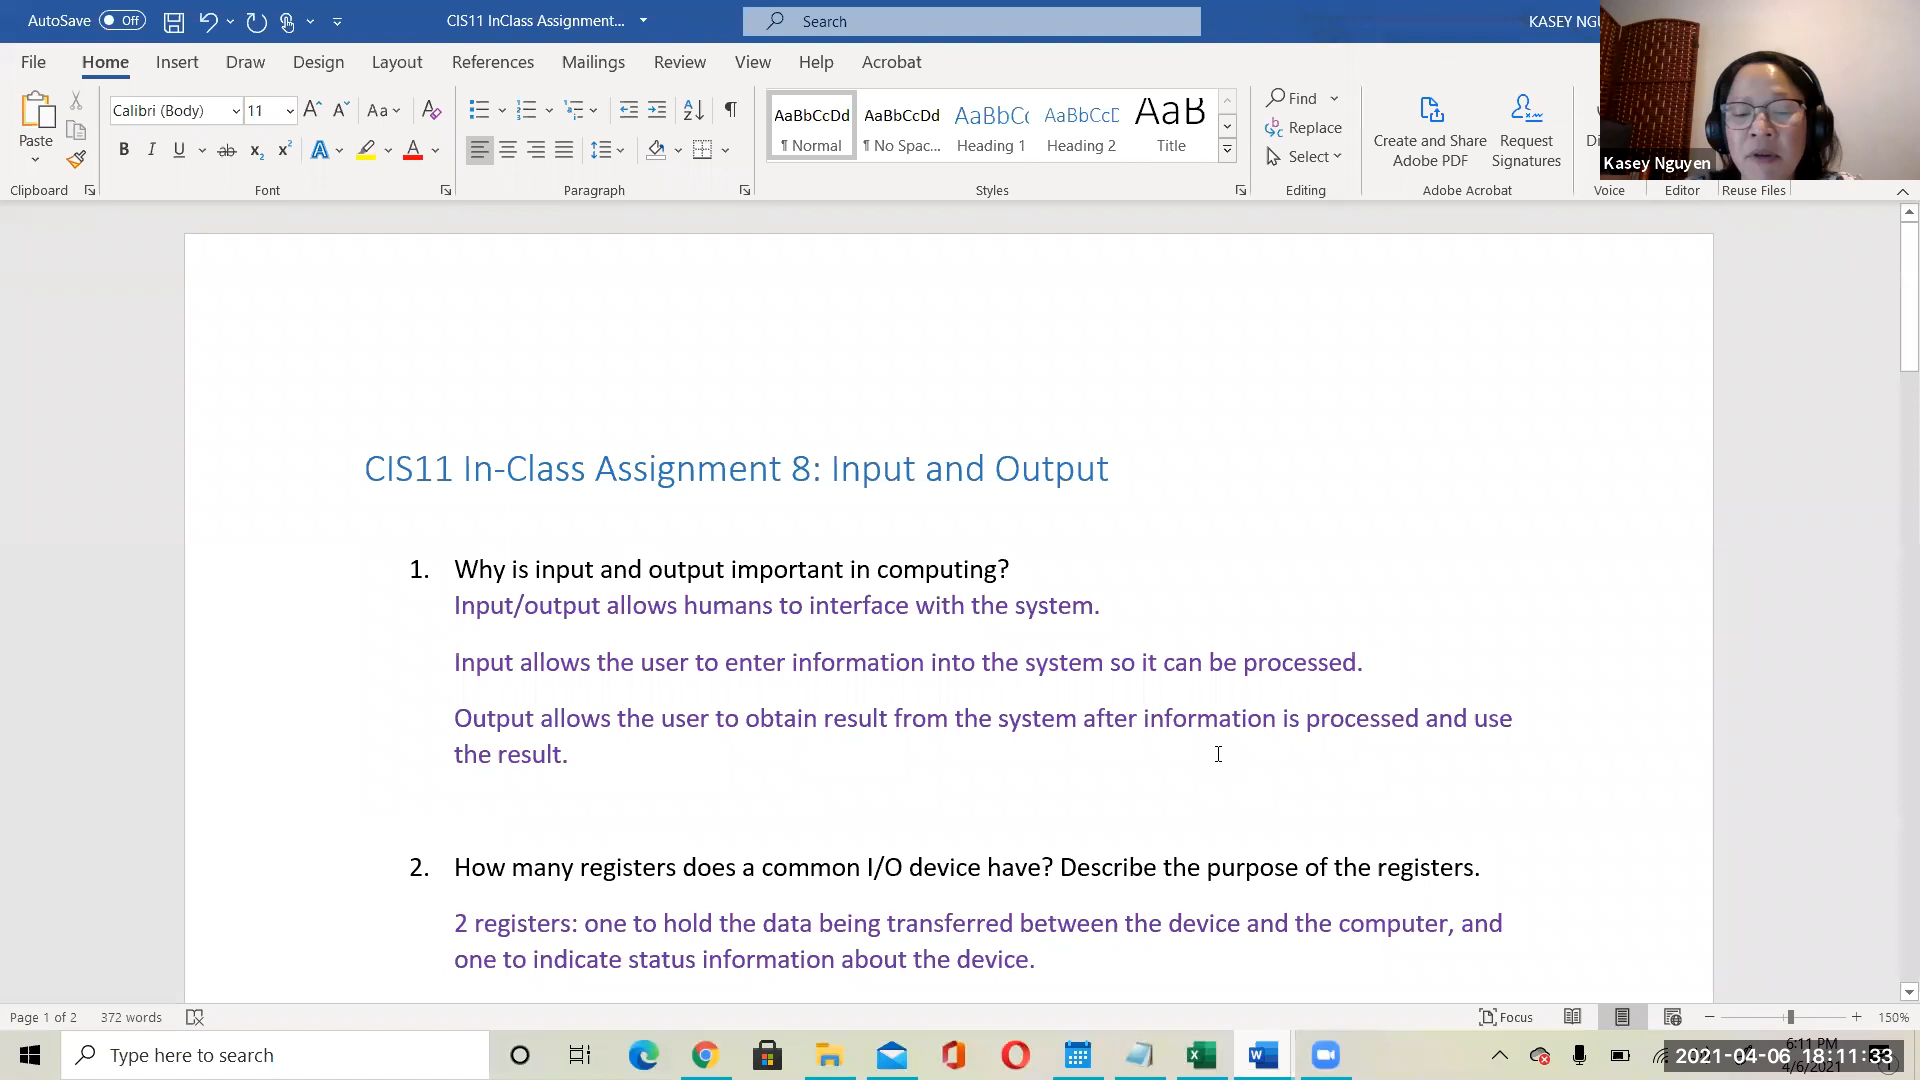 AutoSave Off CIS11 InClass Assignment... Search KASEY
File Home Insert Draw Design Layout References Mailings Review View Help Acrobat
Paste
Calibri (Body) 11 Aa
AaBbCcDd AaBbCcDd AaBbC AaBbCc AaB
¶ Normal ¶ No Spac... Heading 1 Heading 2 Title
Find
Replace
Select
Create and Share
Adobe PDF
Request
Signatures
Kasey Nguyen
Clipboard Font Paragraph Styles Editing Adobe Acrobat Voice Editor Reuse Files
CIS11 In-Class Assignment 8: Input and Output
1. Why is input and output important in computing?
Input/output allows humans to interface with the system.
Input allows the user to enter information into the system so it can be processed.
Output allows the user to obtain result from the system after information is processed and use
the result.
2. How many registers does a common I/O device have? Describe the purpose of the registers.
2 registers: one to hold the data being transferred between the device and the computer, and
one to indicate status information about the device.
Page 1 of 2 372 words Focus 150%
Type here to search
6:11 PM
2021-04-06 18:11:33
4/6/2021